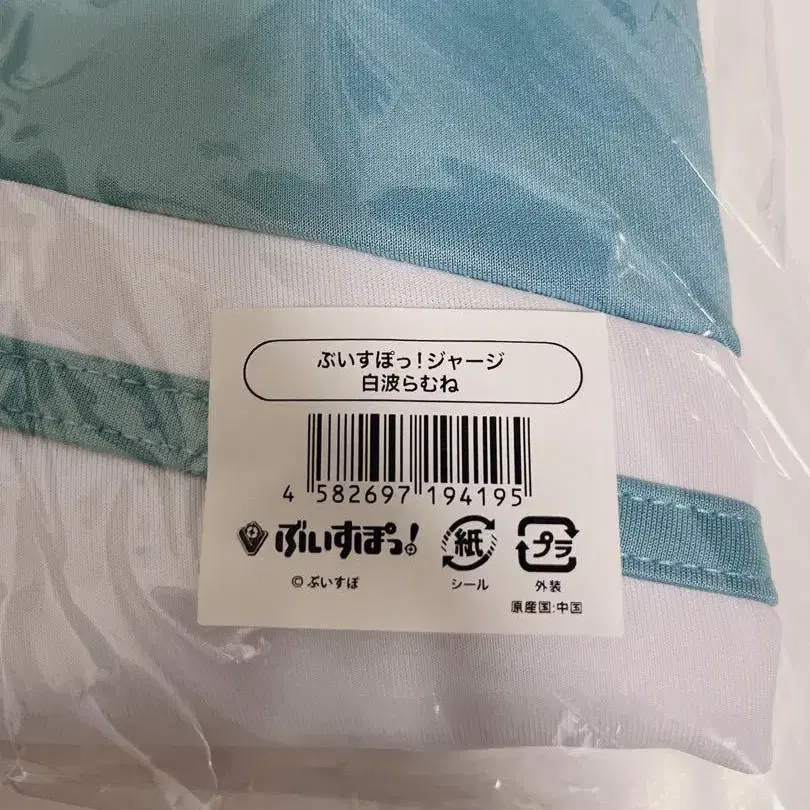 ぶいすぽっ!ジャージ
白波らむね
4 582697 194195
ぶいすぽっ!
紙
プラ
© ぶいすぽ
シール
外装
原産国:中国